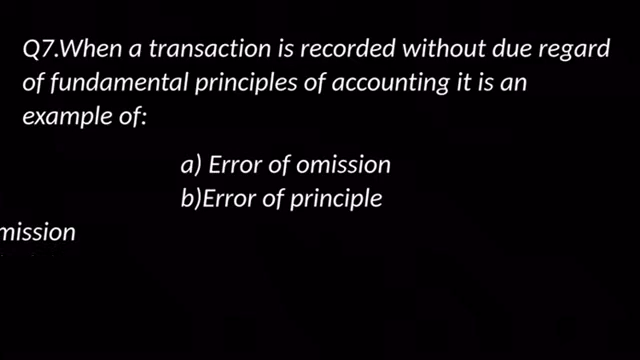 Q7.When a transaction is recorded without due regard
of fundamental principles of accounting it is an
example of:
a) Error of omission
b)Error of principle
mission